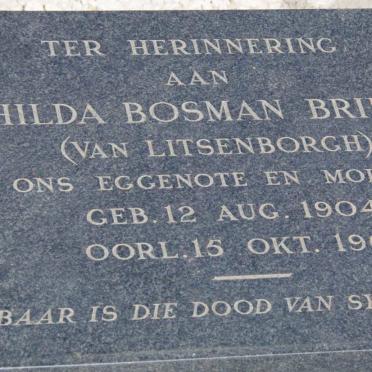 TER HERINNERING
AAN
HILDA BOSMAN
(VAN LITSENBORGH)
ONS EGGENOTE EN
GEB. 12 AUG. 1904
OORL. 15 OKT.
IS DIE DOOD VAN